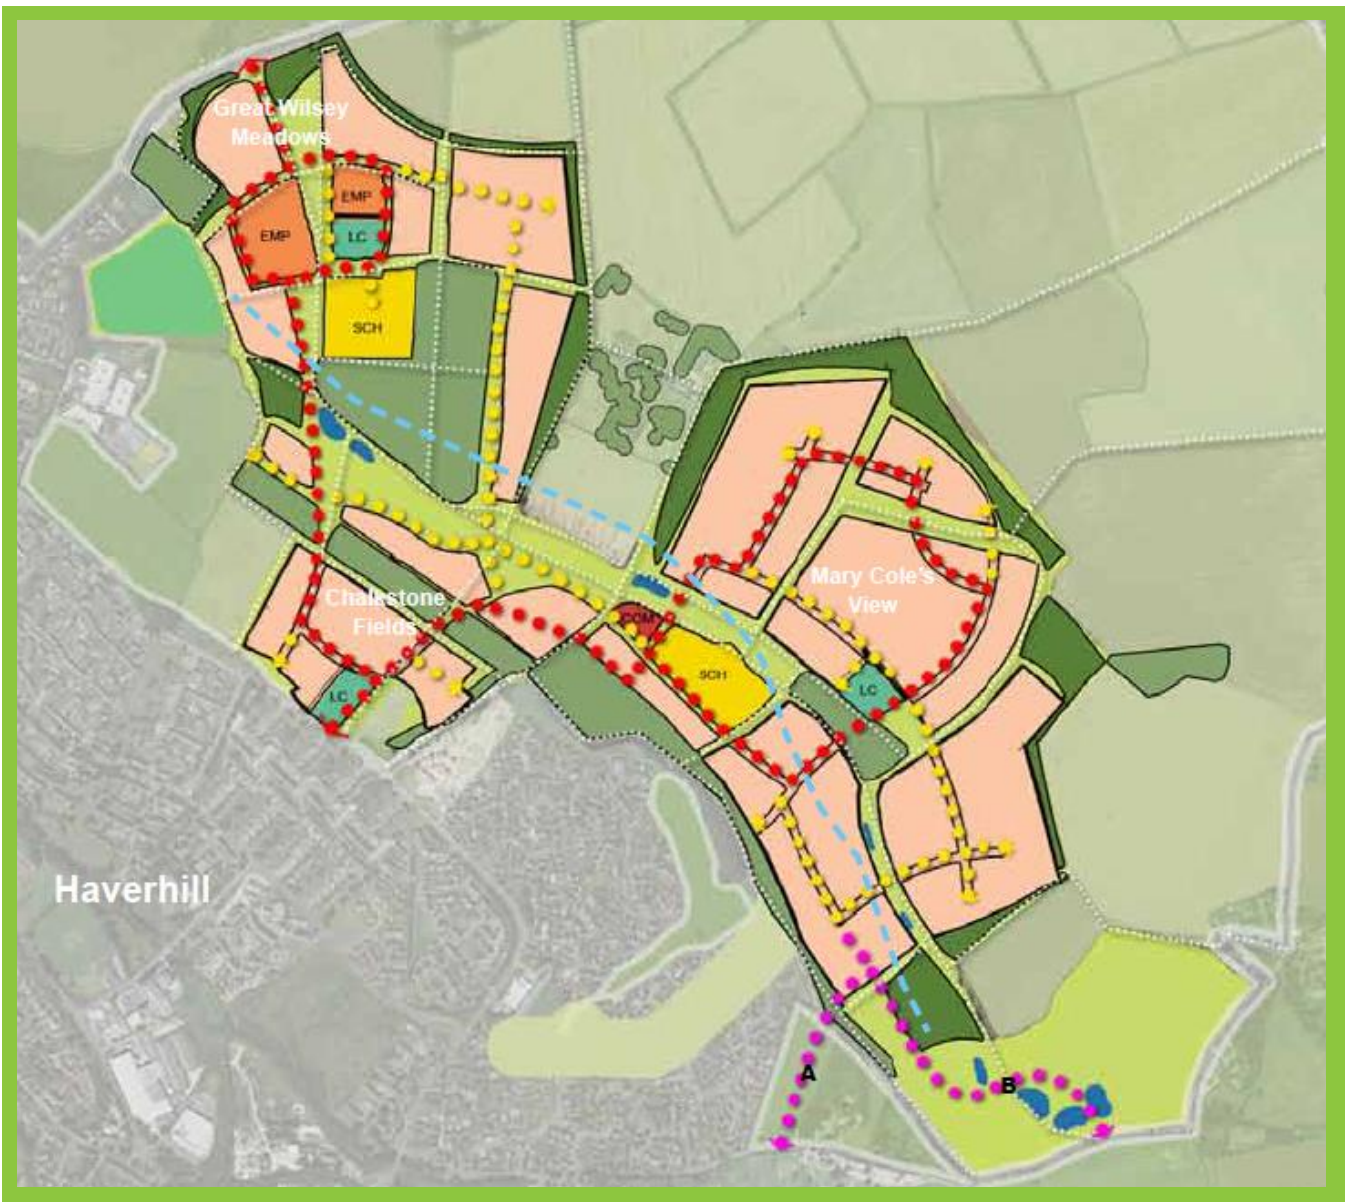 Great Wilsey
Meadows
EMP
EMP
LC
SCH
Mary Cole's
View
Chalkstone
Fields
COM
SCH
LC
LC
Haverhill
A
B